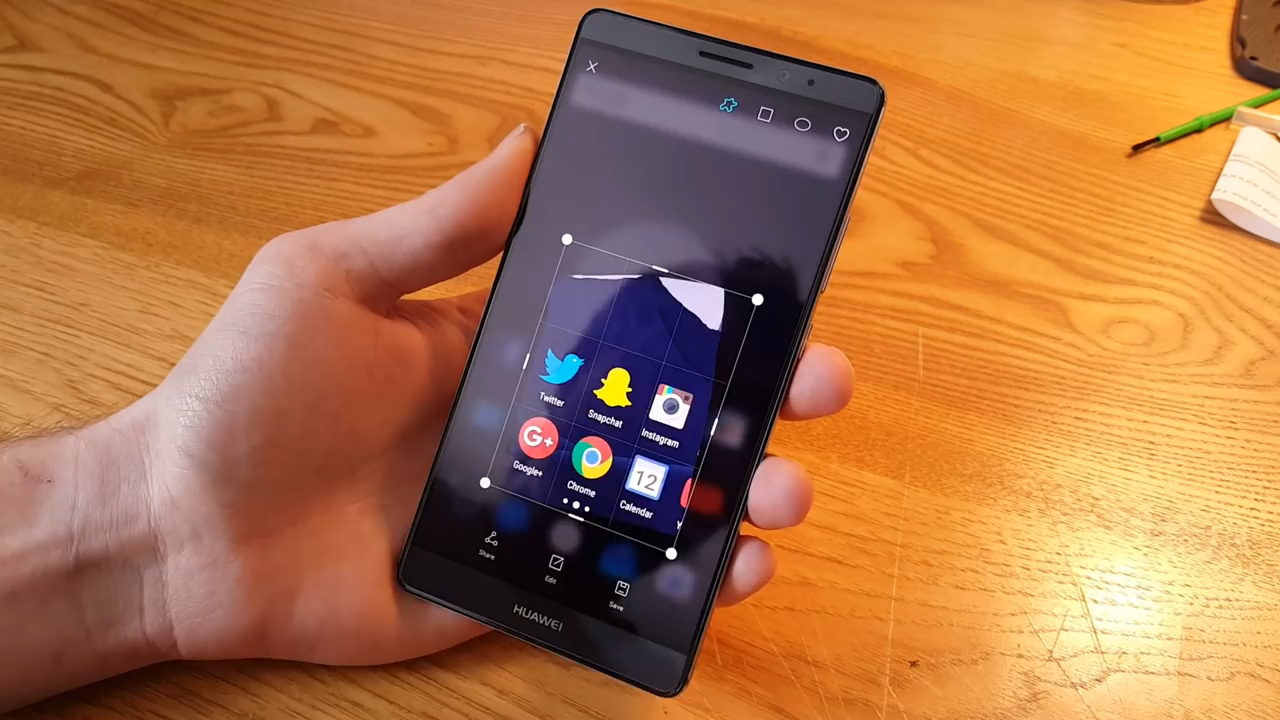 Twitter
Snapchat
Instagram
G+
Google+
Chrome
12
Calendar
Share
Edit
Save
HUAWEI